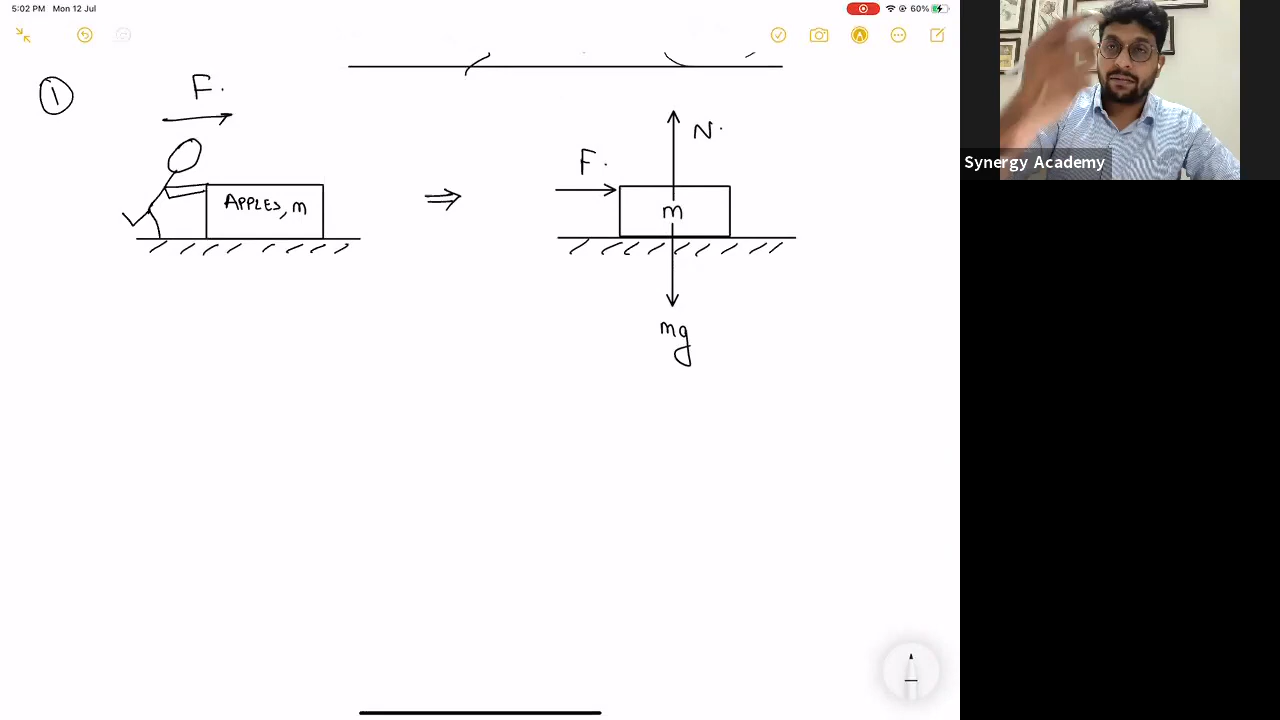 5:02 PM Mon 12 Jul
60%
1
F.
APPLES, m
⇒
F.
N.
m
mg
Synergy Academy